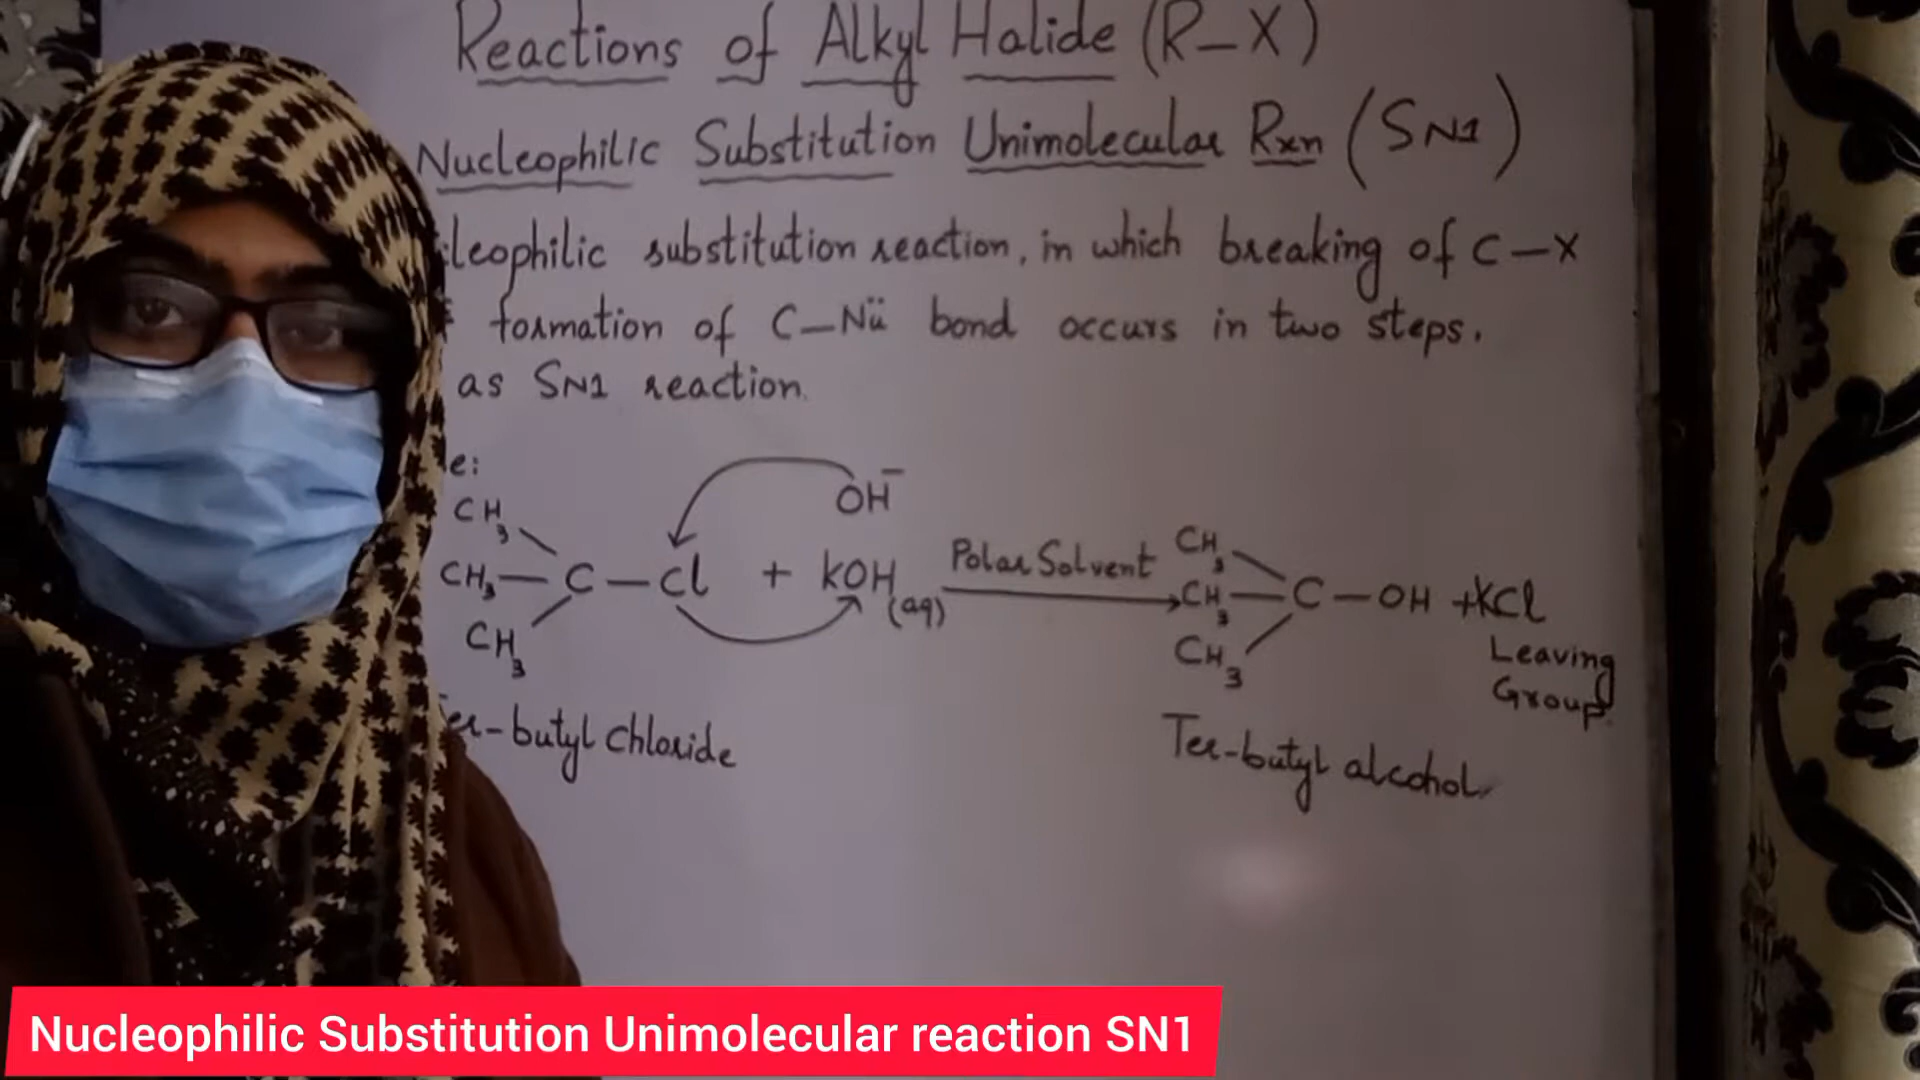 Reactions of Alkyl Halide (R–X)
Nucleophilic Substitution Unimolecular Rxn (SN1)
leophilic substitution reaction, in which breaking of C–X
formation of C–Nü bond occurs in two steps.
as SN1 reaction.
e:
OH⁻
CH₃
CH₃–C–Cl + KOH(aq)
CH₃
Polar Solvent
CH₃
CH₃–C–OH + KCl
CH₃
Leaving
Group.
er-butyl chloride
Ter-butyl alcohol.
Nucleophilic Substitution Unimolecular reaction SN1